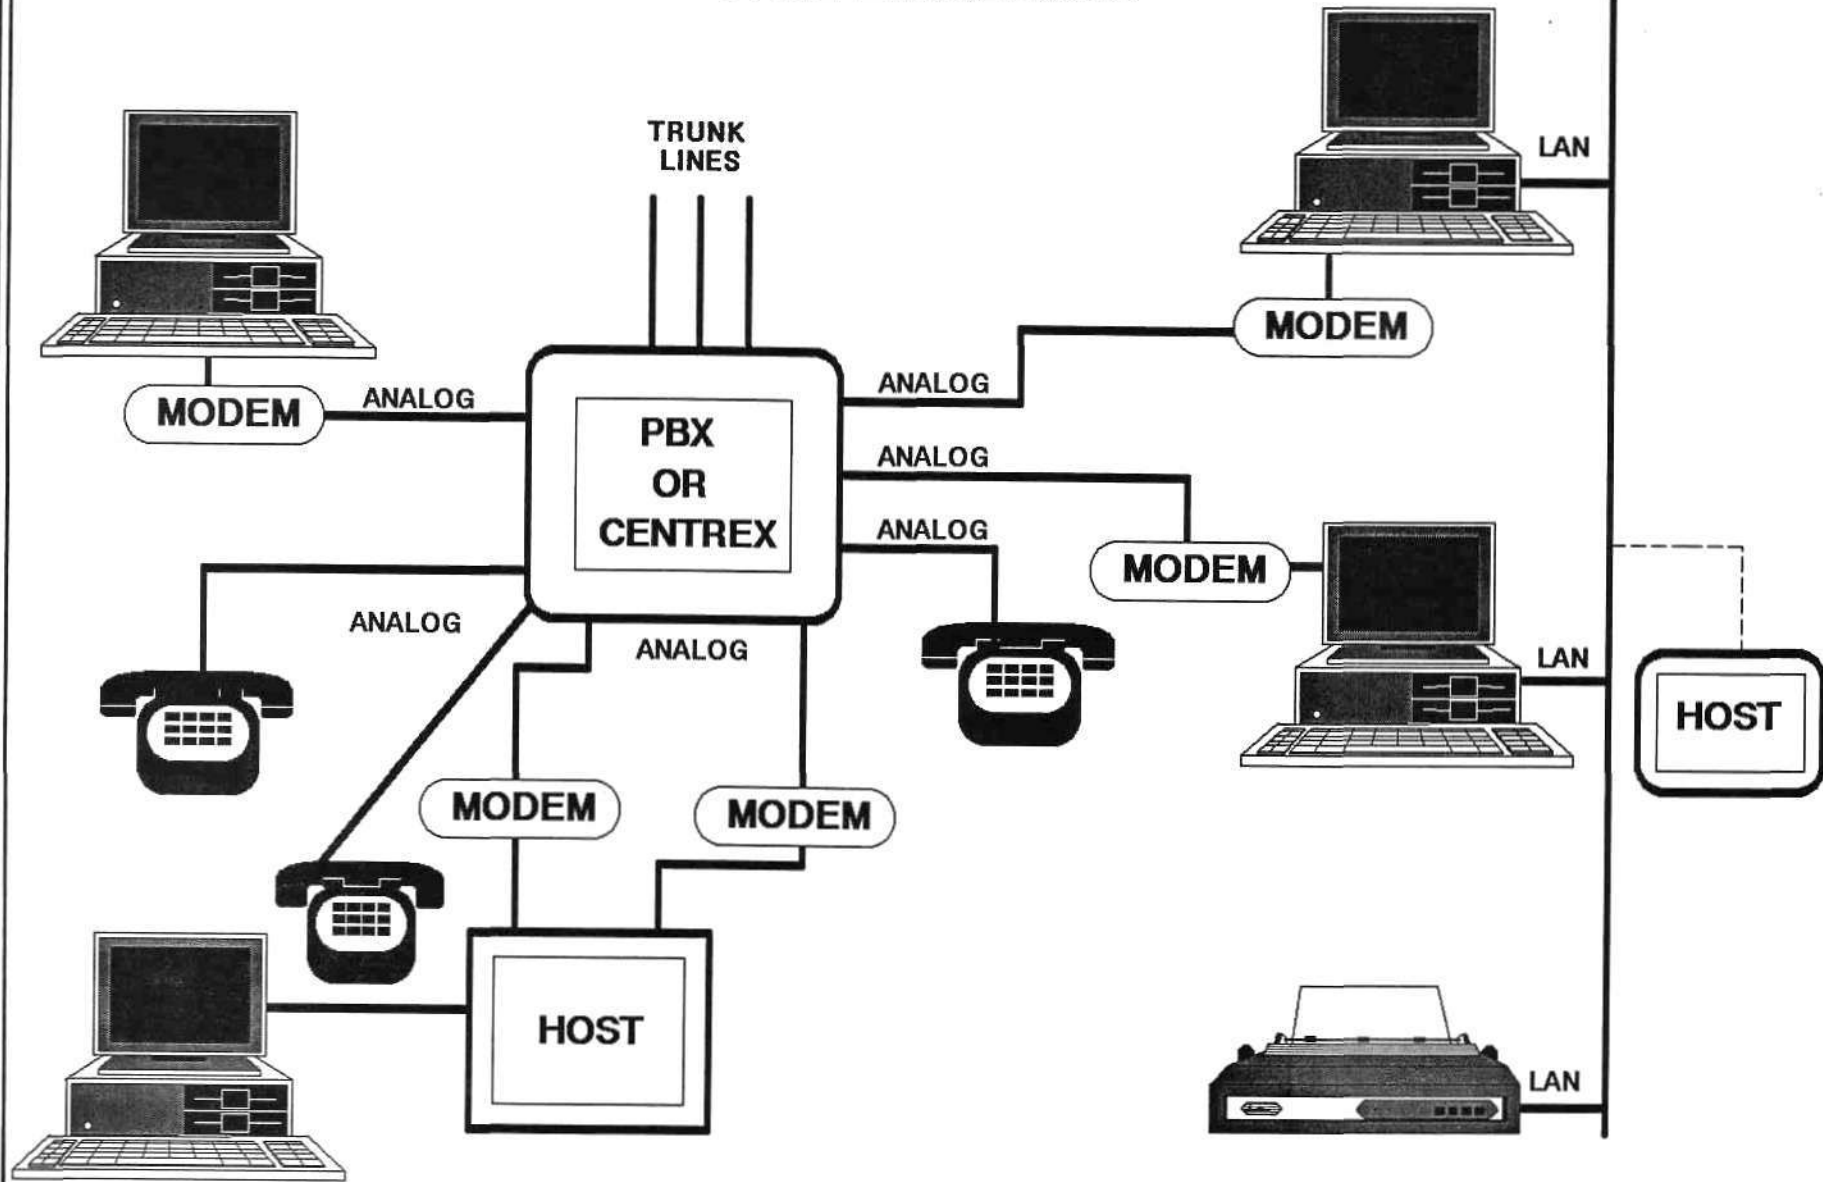 TRUNK
LINES
LAN
MODEM
MODEM
ANALOG
ANALOG
PBX
OR
CENTREX
ANALOG
ANALOG
MODEM
ANALOG
ANALOG
LAN
HOST
MODEM
MODEM
HOST
LAN